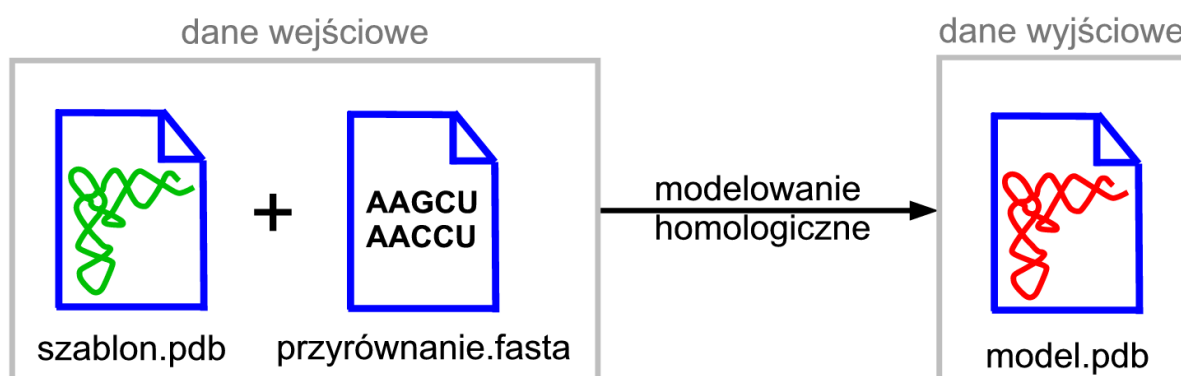 dane wejściowe
dane wyjściowe
AAGCU
AACCU
+
modelowanie
homologiczne
szablon.pdb
przyrównanie.fasta
model.pdb